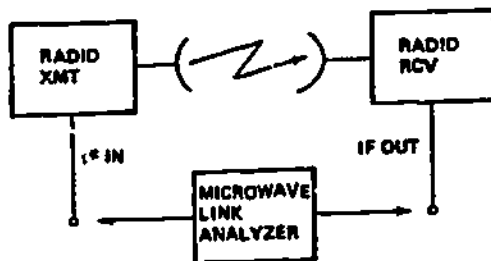 RADIO
XMT
RADIO
RCV
IN
IF OUT
MICROWAVE
LINK
ANALYZER